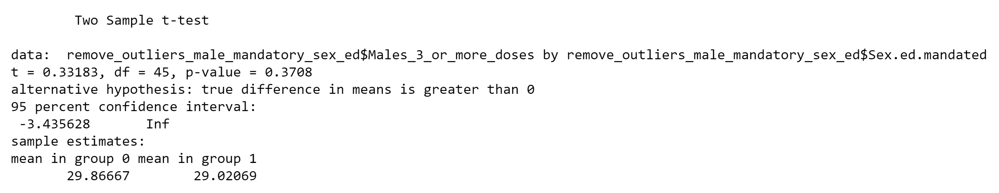 Two Sample t-test
data:  remove_outliers_male_mandatory_sex_ed$Males_3_or_more_doses by remove_outliers_male_mandatory_sex_ed$Sex.ed.mandated
t = 0.33183, df = 45, p-value = 0.3708
alternative hypothesis: true difference in means is greater than 0
95 percent confidence interval:
 -3.435628       Inf
sample estimates:
mean in group 0 mean in group 1
       29.86667        29.02069